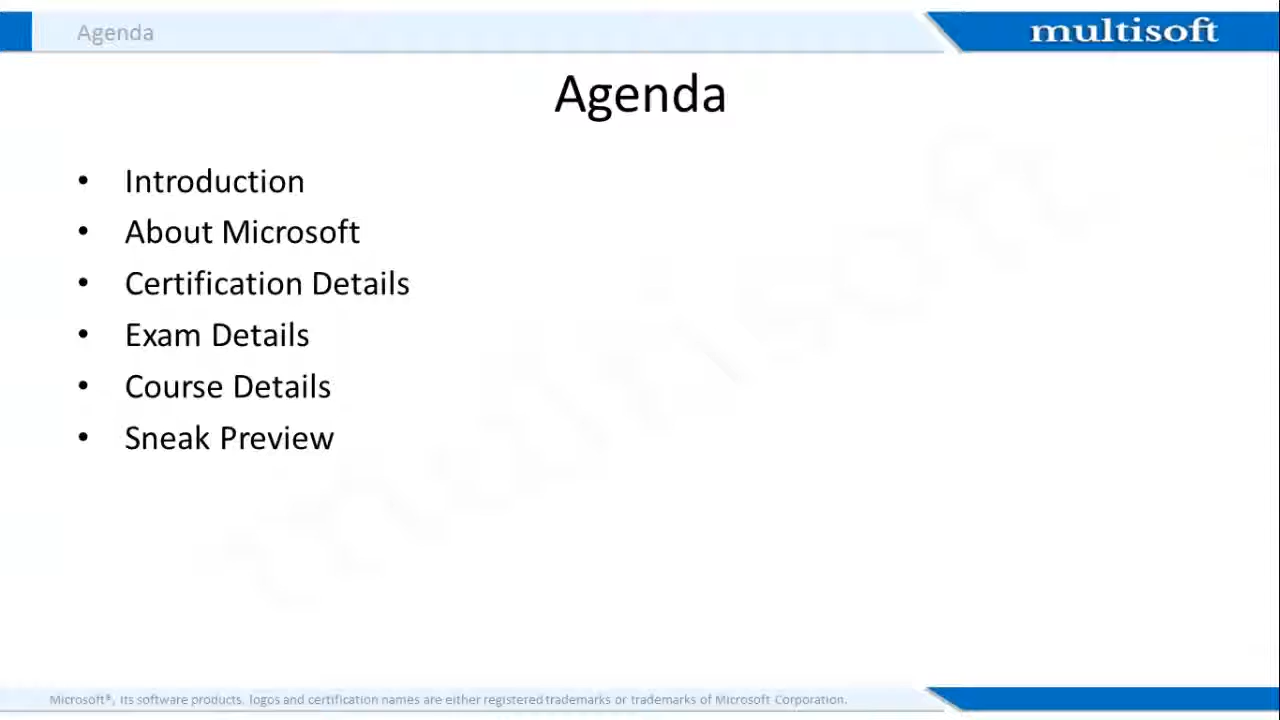 Agenda
multisoft
Agenda
• Introduction
• About Microsoft
• Certification Details
• Exam Details
• Course Details
• Sneak Preview
multisoft
Microsoft®, its software products, logos and certification names are either registered trademarks or trademarks of Microsoft Corporation.